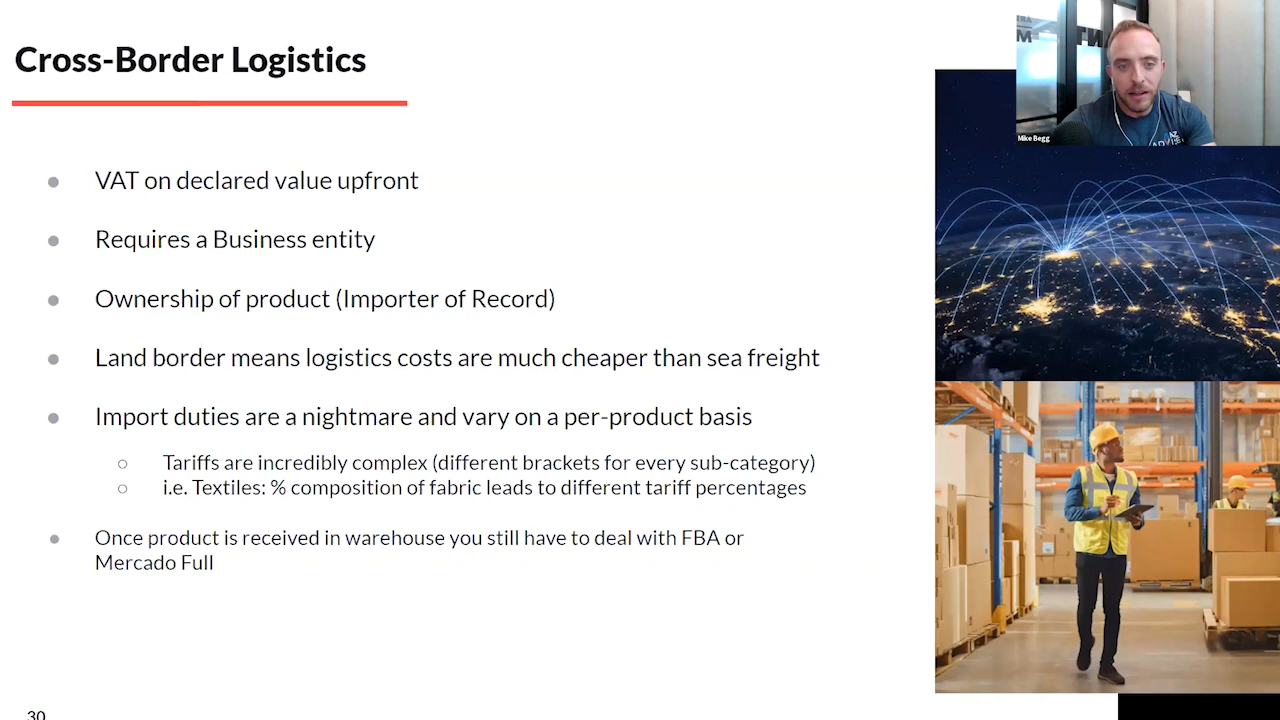 Cross-Border Logistics
Mike Begg
VAT on declared value upfront
Requires a Business entity
Ownership of product (Importer of Record)
Land border means logistics costs are much cheaper than sea freight
Import duties are a nightmare and vary on a per-product basis
Tariffs are incredibly complex (different brackets for every sub-category)
i.e. Textiles: % composition of fabric leads to different tariff percentages
Once product is received in warehouse you still have to deal with FBA or
Mercado Full
30